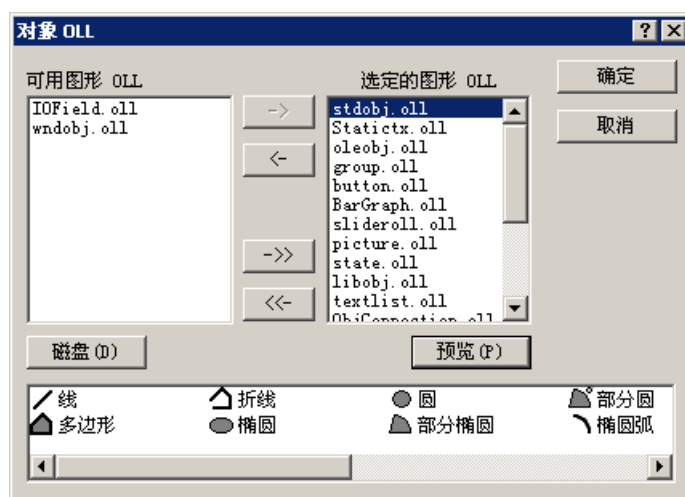 对象 OLL
可用图形 OLL
选定的图形 OLL
确定
取消
IOField.oll
wndobj.oll
->
<-
->>
<<-
stdobj.oll
Statictx.oll
oleobj.oll
group.oll
button.oll
BarGraph.oll
slideroll.oll
picture.oll
state.oll
libobj.oll
textlist.oll
ObjConnection.oll
磁盘(D)
预览(P)
线 折线 圆 部分圆
多边形 椭圆 部分椭圆 椭圆弧